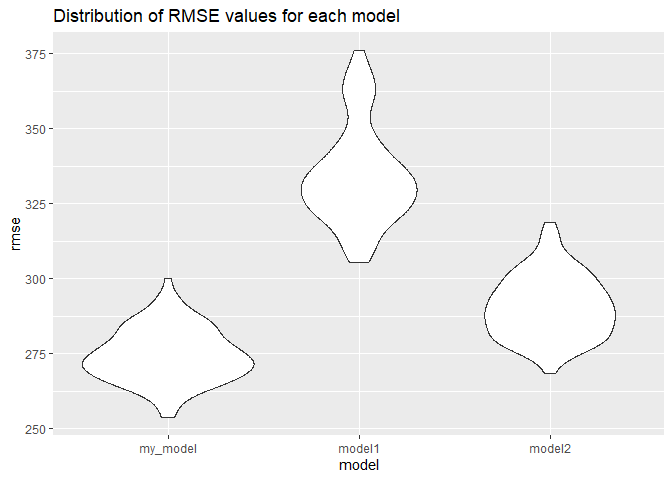 Distribution of RMSE values for each model
375
350
325
300
275
250
rmse
my_model
model1
model2
model